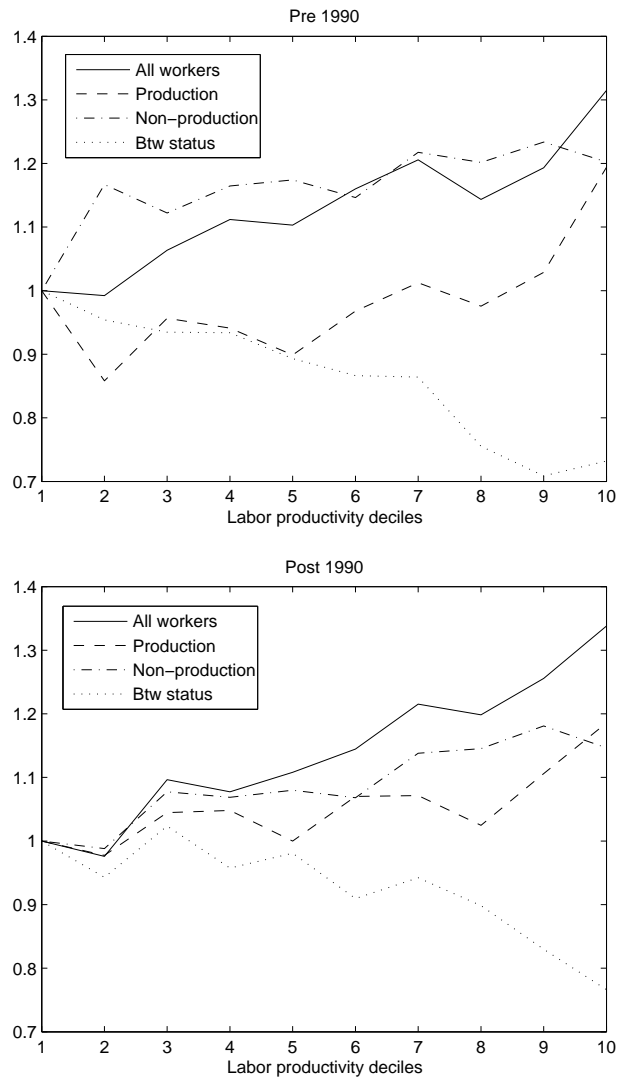 Pre 1990
1.4
1.3
1.2
1.1
1
0.9
0.8
0.7
All workers
Production
Non−production
Btw status
1 2 3 4 5 6 7 8 9 10
Labor productivity deciles
Post 1990
1.4
1.3
1.2
1.1
1
0.9
0.8
0.7
All workers
Production
Non−production
Btw status
1 2 3 4 5 6 7 8 9 10
Labor productivity deciles